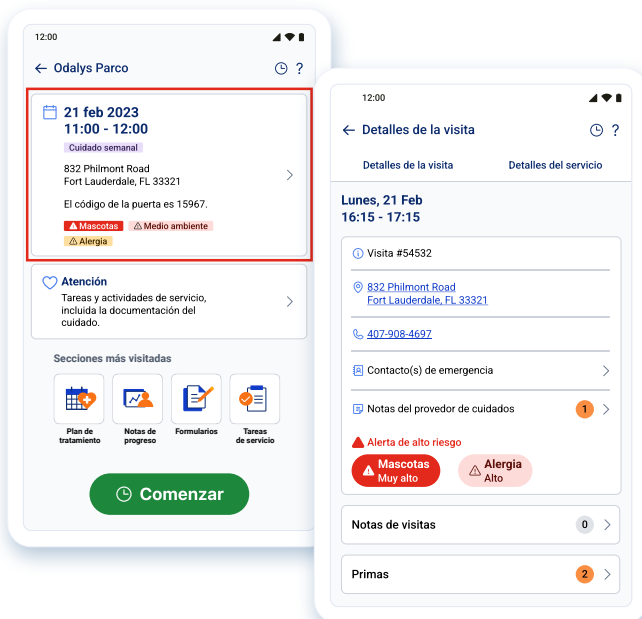 12:00
Odalys Parco
?
21 feb 2023
11:00 - 12:00
Cuidado semanal
832 Philmont Road
Fort Lauderdale, FL 33321
El código de la puerta es 15967.
Mascotas
Medio ambiente
Alergia
Atención
Tareas y actividades de servicio,
incluida la documentación del
cuidado.
Secciones más visitadas
Plan de
tratamiento
Notas de
progreso
Formularios
Tareas
de servicio
Comenzar
12:00
Detalles de la visita
?
Detalles de la visita
Detalles del servicio
Lunes, 21 Feb
16:15 - 17:15
Visita #54532
832 Philmont Road
Fort Lauderdale, FL 33321
407-908-4697
Contacto(s) de emergencia
Notas del provedor de cuidados
1
Alerta de alto riesgo
Mascotas
Muy alto
Alergia
Alto
Notas de visitas
0
Primas
2